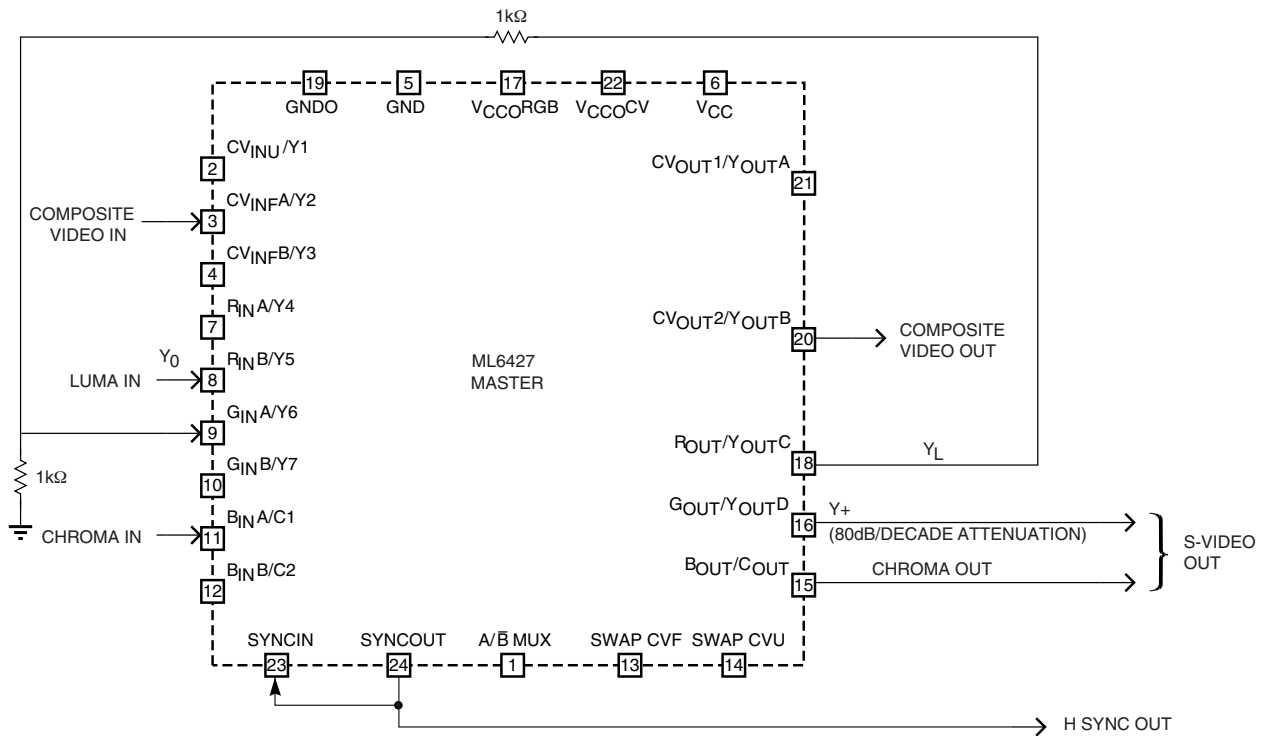 1kΩ
19 5 17 22 6
GNDO GND VCCORGB VCCOCV VCC
2 CVINU/Y1
CVOUT1/YOUTA 21
COMPOSITE VIDEO IN
3 CVINFA/Y2
4 CVINFB/Y3
7 RINA/Y4
CVOUT2/YOUTB 20
COMPOSITE
VIDEO OUT
ML6427
MASTER
LUMA IN Y0 8 RINB/Y5
9 GINA/Y6
ROUT/YOUTC 18 YL
1kΩ
10 GINB/Y7
GOUT/YOUTD 16 Y+
(80dB/DECADE ATTENUATION)
S-VIDEO
OUT
CHROMA IN 11 BINA/C1
BOUT/COUT 15 CHROMA OUT
12 BINB/C2
SYNCIN SYNCOUT A/B̅ MUX SWAP CVF SWAP CVU
23 24 1 13 14
H SYNC OUT